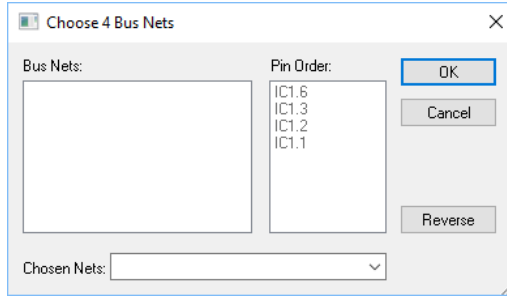 Choose 4 Bus Nets
Bus Nets:
Pin Order:
OK
IC1.6
IC1.3
IC1.2
IC1.1
Cancel
Reverse
Chosen Nets: